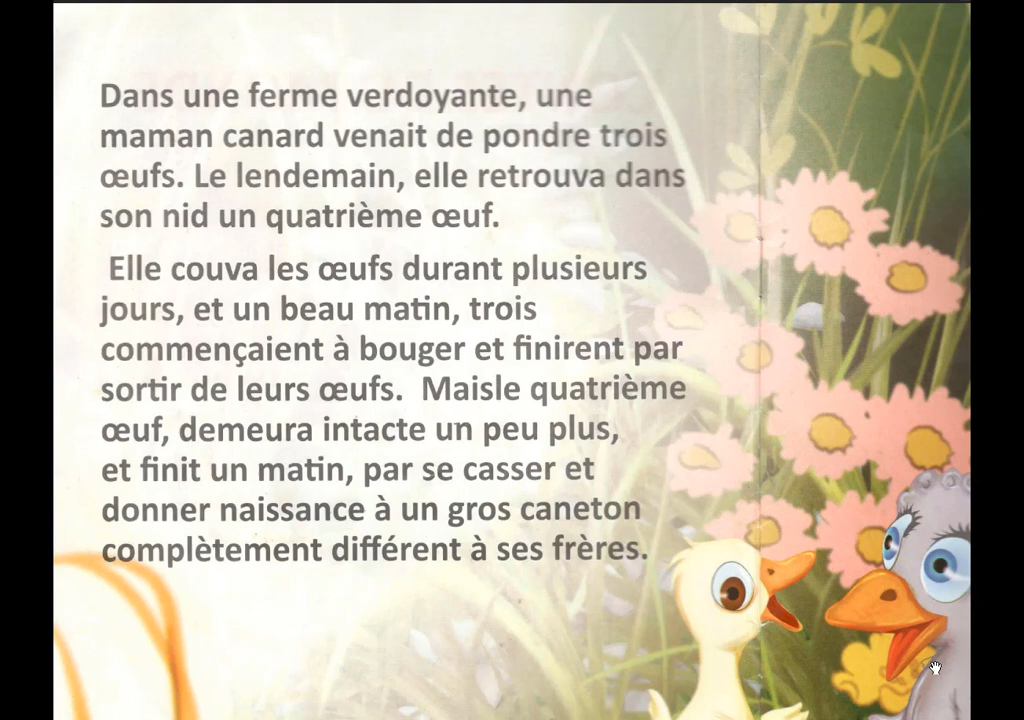 Dans une ferme verdoyante, une
maman canard venait de pondre trois
œufs. Le lendemain, elle retrouva dans
son nid un quatrième œuf.
Elle couva les œufs durant plusieurs
jours, et un beau matin, trois
commençaient à bouger et finirent par
sortir de leurs œufs.  Maisle quatrième
œuf, demeura intacte un peu plus,
et finit un matin, par se casser et
donner naissance à un gros caneton
complètement différent à ses frères.